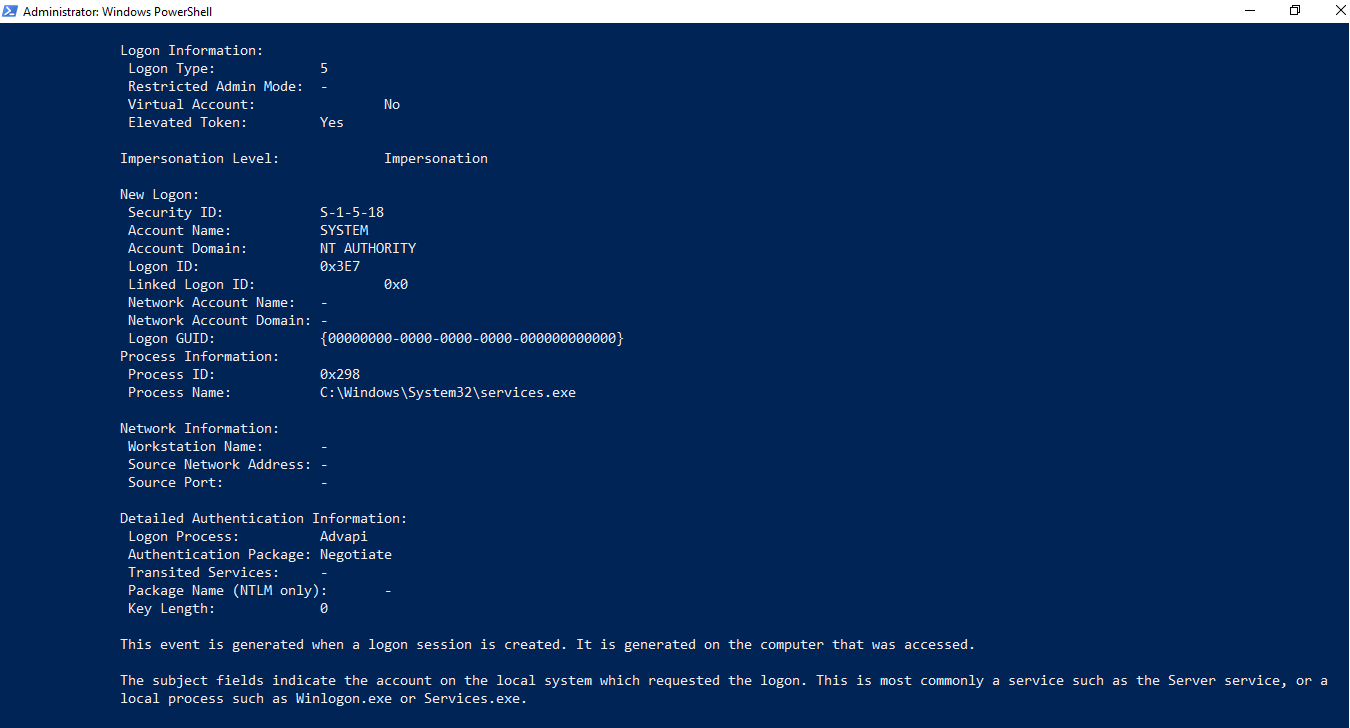 Administrator: Windows PowerShell
Logon Information:
Logon Type: 5
Restricted Admin Mode: -
Virtual Account: No
Elevated Token: Yes
Impersonation Level: Impersonation
New Logon:
Security ID: S-1-5-18
Account Name: SYSTEM
Account Domain: NT AUTHORITY
Logon ID: 0x3E7
Linked Logon ID: 0x0
Network Account Name: -
Network Account Domain: -
Logon GUID: {00000000-0000-0000-0000-000000000000}
Process Information:
Process ID: 0x298
Process Name: C:\Windows\System32\services.exe
Network Information:
Workstation Name: -
Source Network Address: -
Source Port: -
Detailed Authentication Information:
Logon Process: Advapi
Authentication Package: Negotiate
Transited Services: -
Package Name (NTLM only): -
Key Length: 0
This event is generated when a logon session is created. It is generated on the computer that was accessed.
The subject fields indicate the account on the local system which requested the logon. This is most commonly a service such as the Server service, or a
local process such as Winlogon.exe or Services.exe.